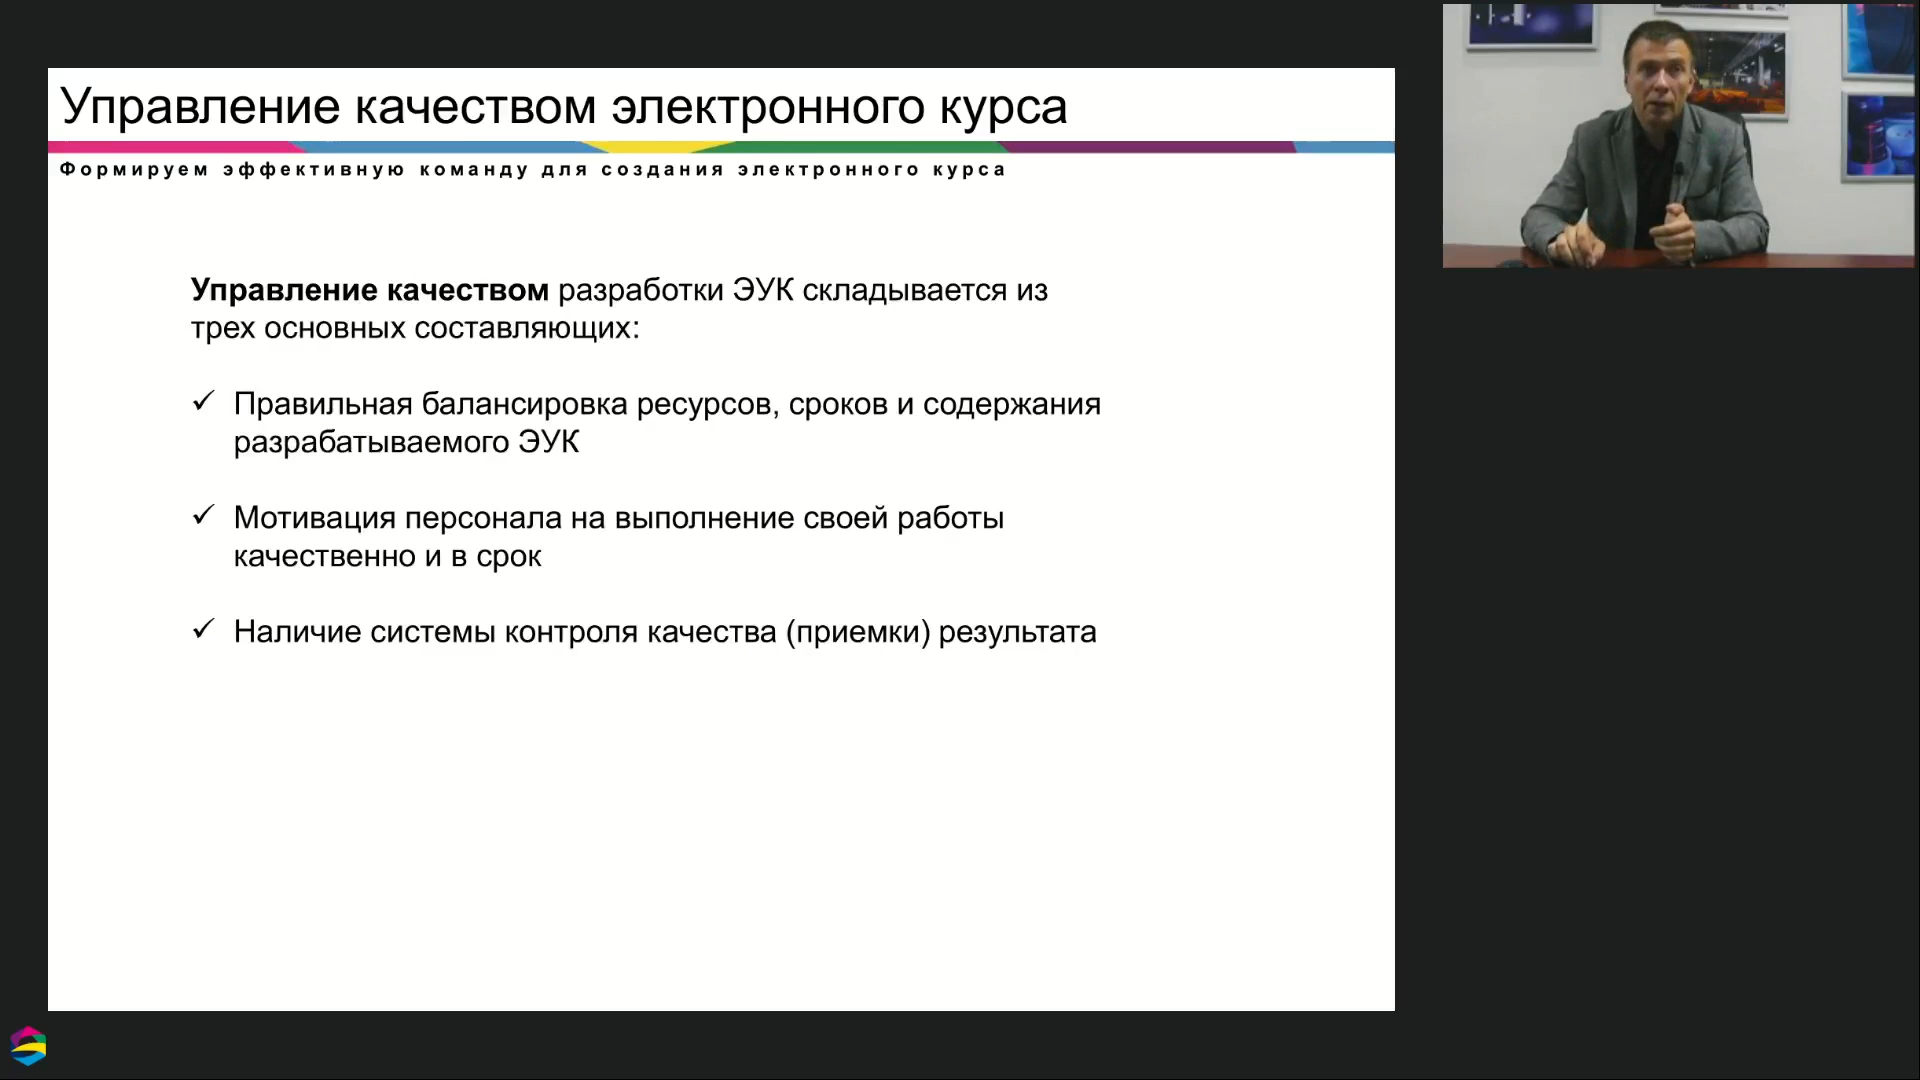 Управление качеством электронного курса
Формируем эффективную команду для создания электронного курса
Управление качеством разработки ЭУК складывается из
трех основных составляющих:
✓ Правильная балансировка ресурсов, сроков и содержания
разрабатываемого ЭУК
✓ Мотивация персонала на выполнение своей работы
качественно и в срок
✓ Наличие системы контроля качества (приемки) результата